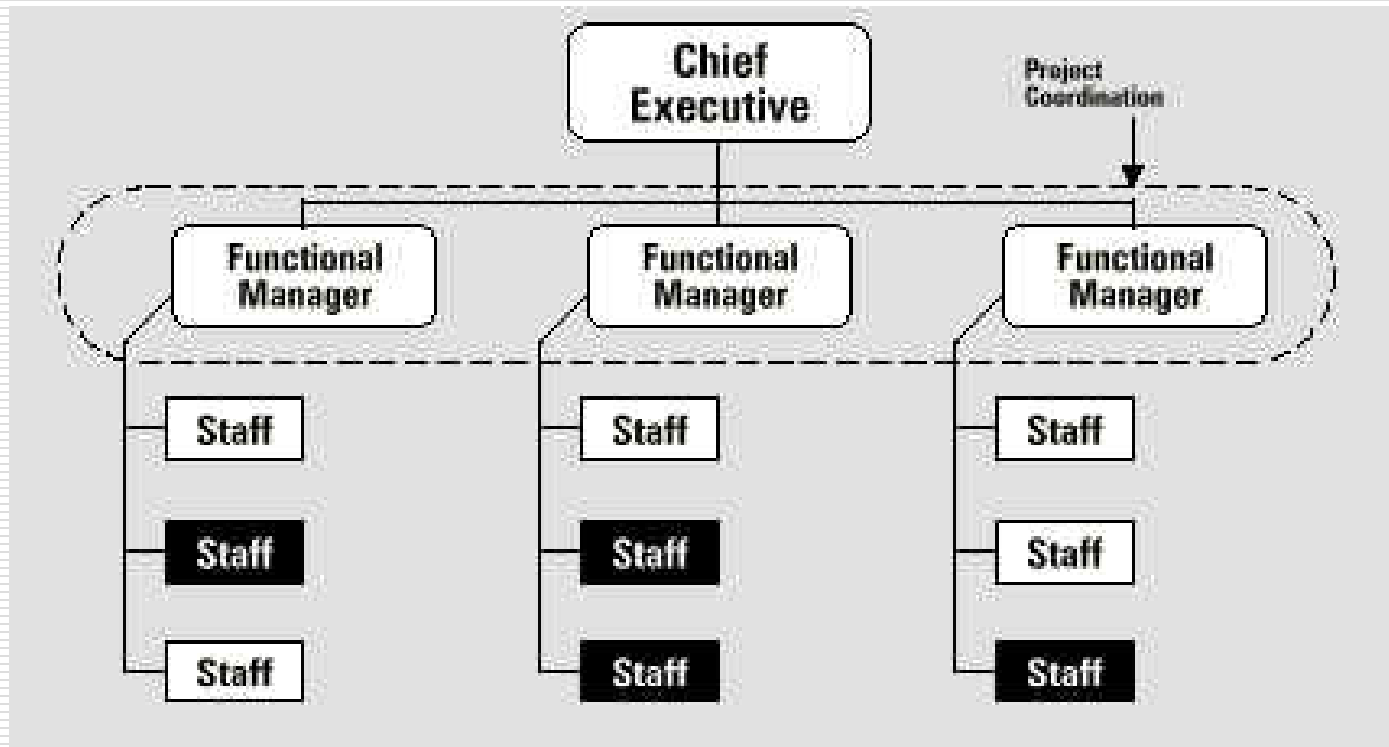 Chief
Executive
Project
Coordination
Functional
Manager
Functional
Manager
Functional
Manager
Staff
Staff
Staff
Staff
Staff
Staff
Staff
Staff
Staff